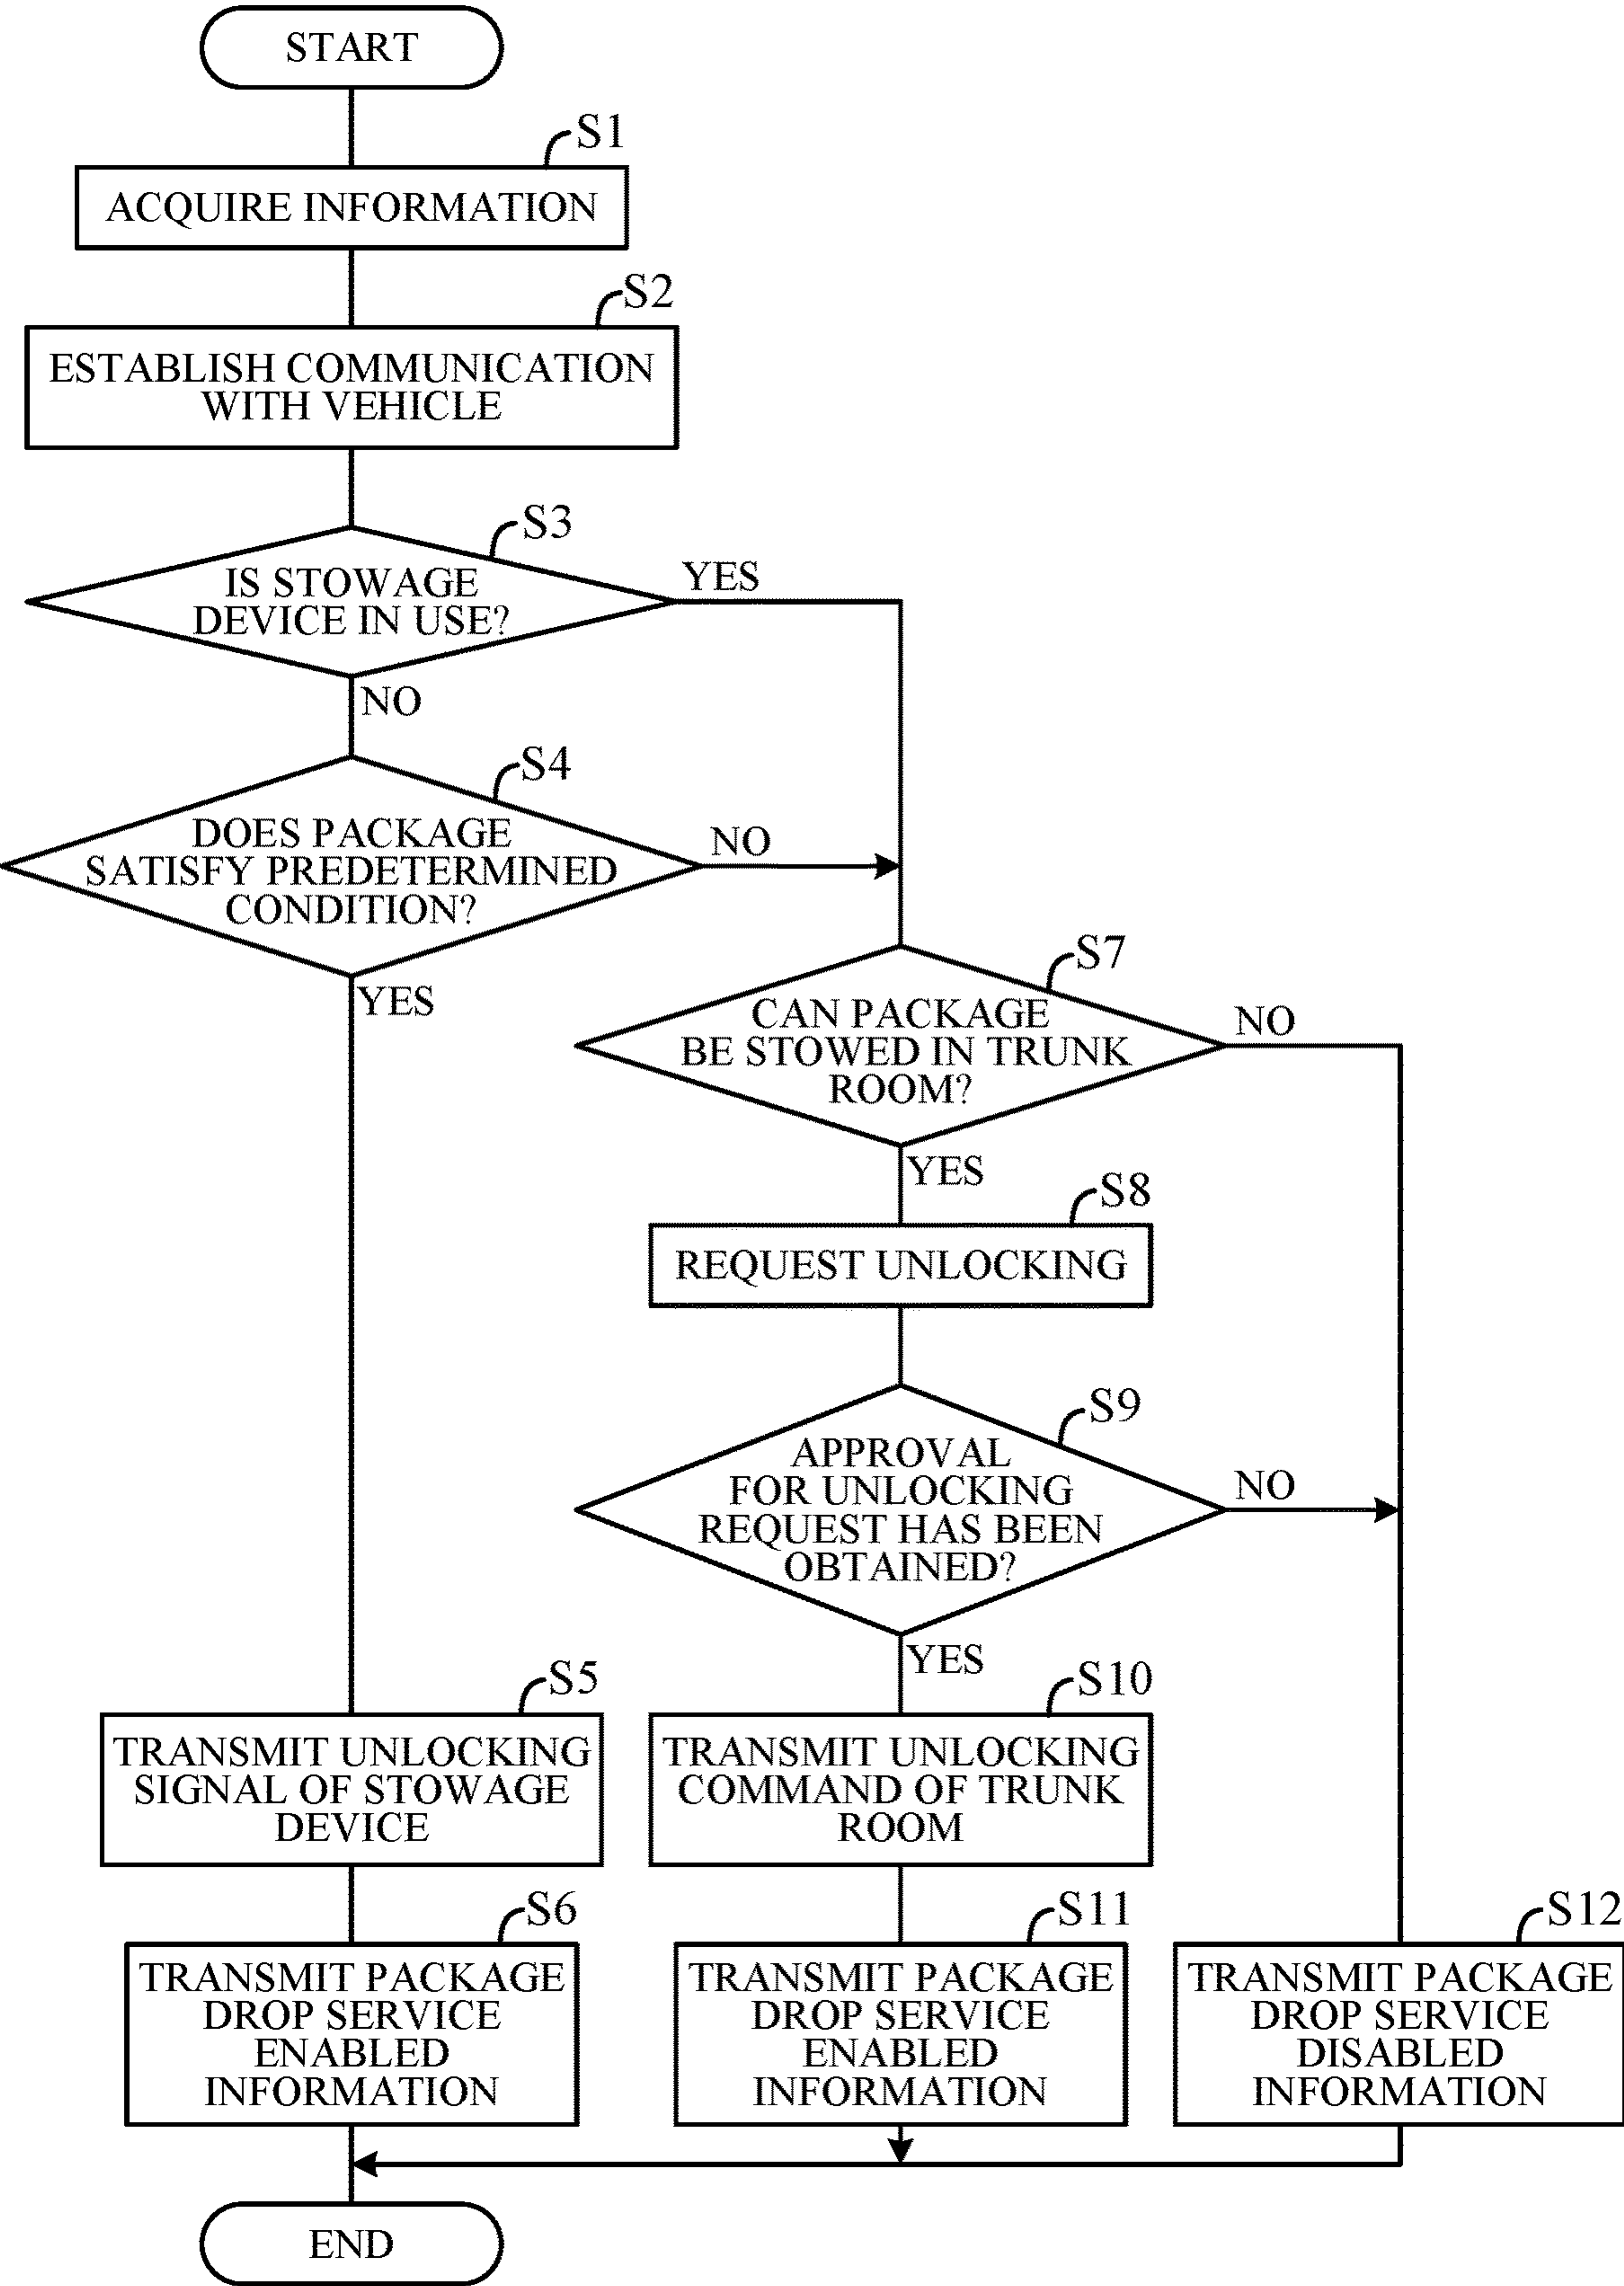 START
S1
ACQUIRE INFORMATION
S2
ESTABLISH COMMUNICATION
WITH VEHICLE
S3
IS STOWAGE
DEVICE IN USE?
YES
NO
S4
DOES PACKAGE
SATISFY PREDETERMINED
CONDITION?
NO
YES
S7
CAN PACKAGE
BE STOWED IN TRUNK
ROOM?
NO
YES
S8
REQUEST UNLOCKING
S9
APPROVAL
FOR UNLOCKING
REQUEST HAS BEEN
OBTAINED?
NO
YES
S5
TRANSMIT UNLOCKING
SIGNAL OF STOWAGE
DEVICE
S10
TRANSMIT UNLOCKING
COMMAND OF TRUNK
ROOM
S6
TRANSMIT PACKAGE
DROP SERVICE
ENABLED
INFORMATION
S11
TRANSMIT PACKAGE
DROP SERVICE
ENABLED
INFORMATION
S12
TRANSMIT PACKAGE
DROP SERVICE
DISABLED
INFORMATION
END